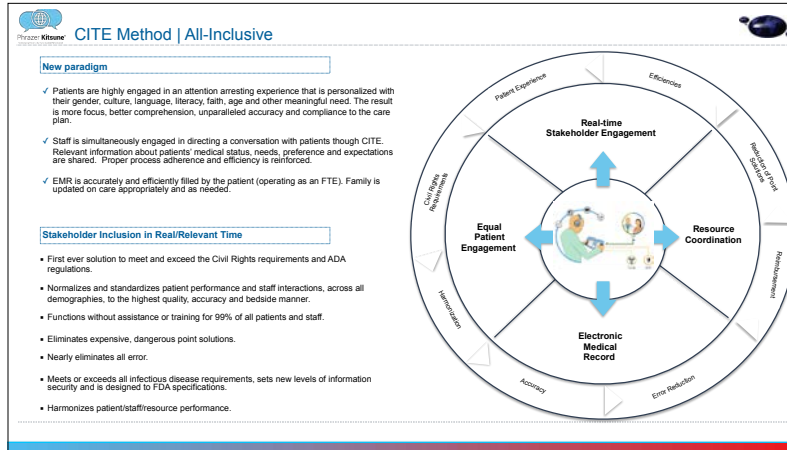 Phrazer Kitsune®
CITE Method | All-Inclusive
New paradigm
✓ Patients are highly engaged in an attention arresting experience that is personalized with
their gender, culture, language, literacy, faith, age and other meaningful need. The result
is more focus, better comprehension, unparalleled accuracy and compliance to the care
plan.
✓ Staff is simultaneously engaged in directing a conversation with patients though CITE.
Relevant information about patients' medical status, needs, preference and expectations
are shared. Proper process adherence and efficiency is reinforced.
✓ EMR is accurately and efficiently filled by the patient (operating as an FTE). Family is
updated on care appropriately and as needed.
Stakeholder Inclusion in Real/Relevant Time
▪ First ever solution to meet and exceed the Civil Rights requirements and ADA
regulations.
▪ Normalizes and standardizes patient performance and staff interactions, across all
demographies, to the highest quality, accuracy and bedside manner.
▪ Functions without assistance or training for 99% of all patients and staff.
▪ Eliminates expensive, dangerous point solutions.
▪ Nearly eliminates all error.
▪ Meets or exceeds all infectious disease requirements, sets new levels of information
security and is designed to FDA specifications.
▪ Harmonizes patient/staff/resource performance.
Patient Experience
Efficiencies
Reduction of Point
Solutions
Reimbursement
Error Reduction
Accuracy
Harmonization
Civil Rights
Requirements
Real-time
Stakeholder Engagement
Equal
Patient
Engagement
Resource
Coordination
Electronic
Medical
Record